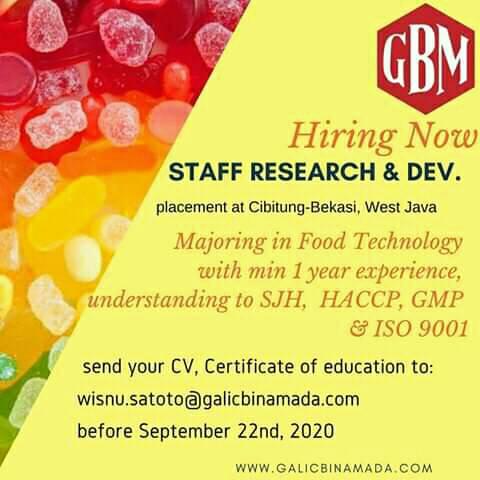 GBM
Hiring Now
STAFF RESEARCH & DEV.
placement at Cibitung-Bekasi, West Java
Majoring in Food Technology
with min 1 year experience,
understanding to SJH, HACCP, GMP
& ISO 9001
send your CV, Certificate of education to:
wisnu.satoto@galicbinamada.com
before September 22nd, 2020
WWW.GALICBINAMADA.COM